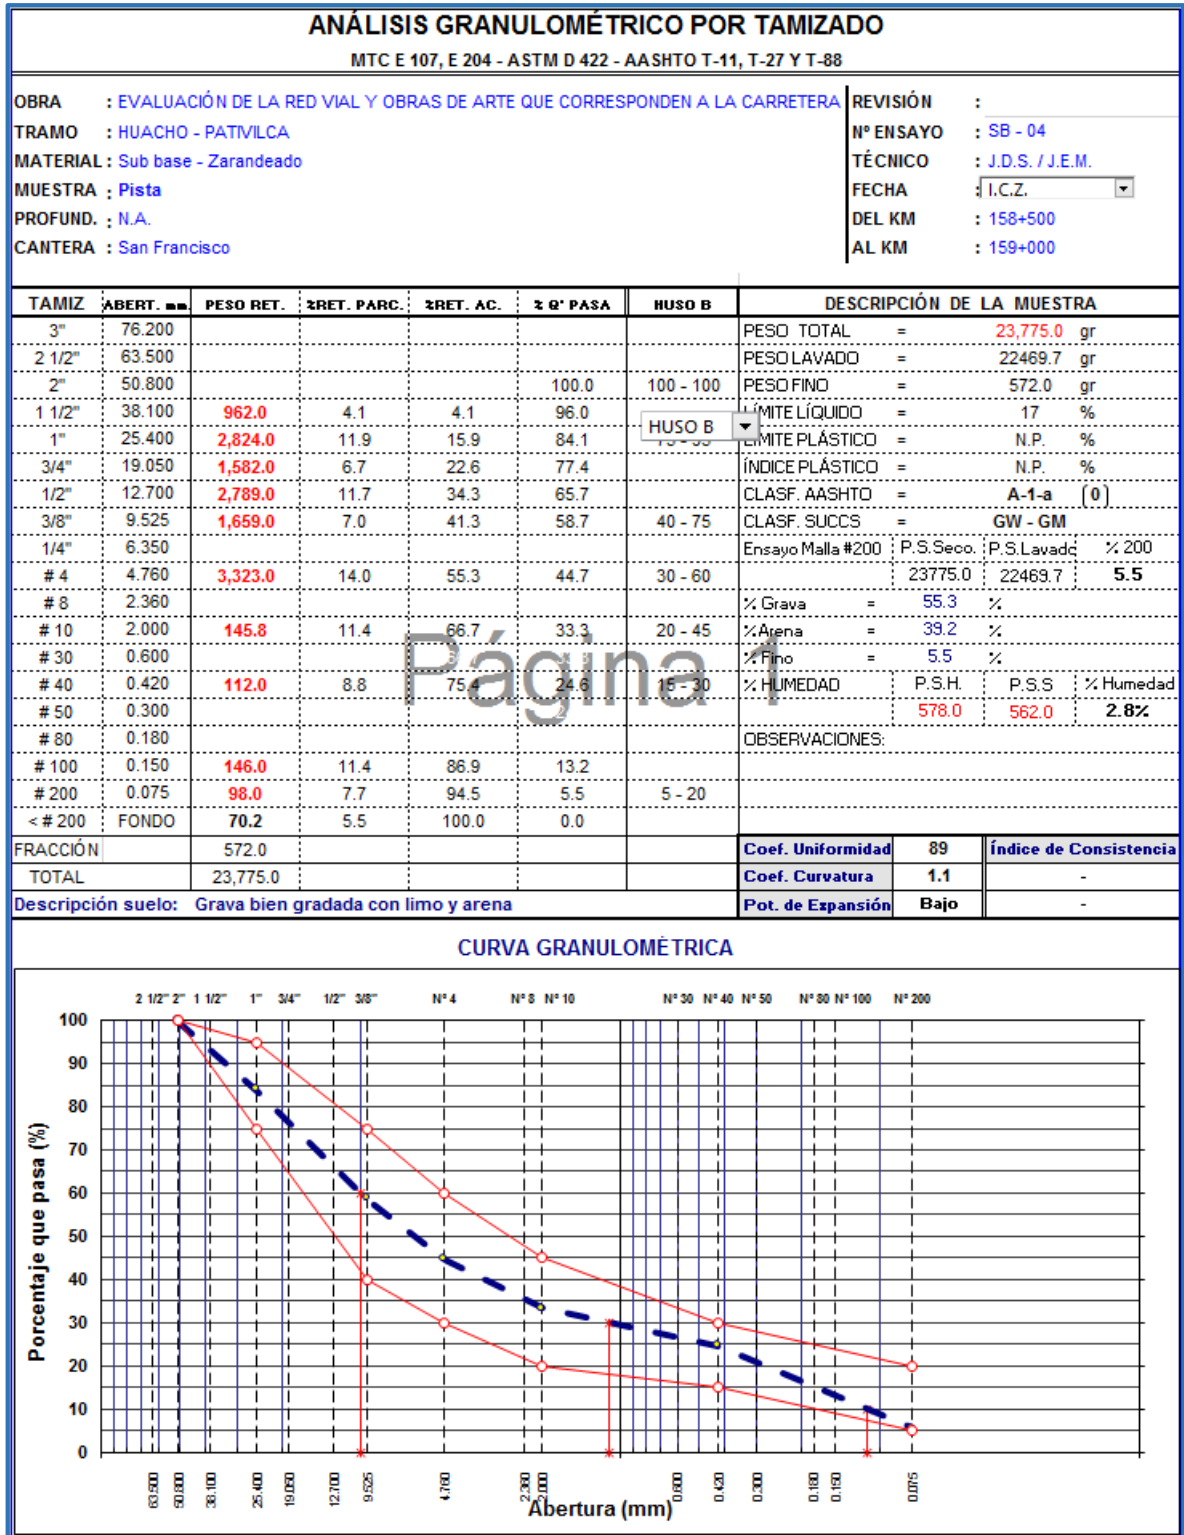 ANÁLISIS GRANULOMÉTRICO POR TAMIZADO
MTC E 107, E 204 - ASTM D 422 - AASHTO T-11, T-27 Y T-88
OBRA : EVALUACIÓN DE LA RED VIAL Y OBRAS DE ARTE QUE CORRESPONDEN A LA CARRETERA REVISIÓN :
TRAMO : HUACHO - PATIVILCA Nº ENSAYO : SB - 04
MATERIAL : Sub base - Zarandeado TÉCNICO : J.D.S. / J.E.M.
MUESTRA : Pista FECHA : I.C.Z.
PROFUND. : N.A. DEL KM : 158+500
CANTERA : San Francisco AL KM : 159+000
TAMIZ ABERT. mm. PESO RET. %RET. PARC. %RET. AC. % Q' PASA HUSO B DESCRIPCIÓN DE LA MUESTRA
3" 76.200 PESO TOTAL = 23,775.0 gr
2 1/2" 63.500 PESO LAVADO = 22469.7 gr
2" 50.800 100.0 100 - 100 PESO FINO = 572.0 gr
1 1/2" 38.100 962.0 4.1 4.1 96.0 HUSO B LÍMITE LÍQUIDO = 17 %
1" 25.400 2,824.0 11.9 15.9 84.1 LÍMITE PLÁSTICO = N.P. %
3/4" 19.050 1,582.0 6.7 22.6 77.4 ÍNDICE PLÁSTICO = N.P. %
1/2" 12.700 2,789.0 11.7 34.3 65.7 CLASF. AASHTO = A-1-a (0)
3/8" 9.525 1,659.0 7.0 41.3 58.7 40 - 75 CLASF. SUCCS = GW - GM
1/4" 6.350 Ensayo Malla #200 P.S.Seco. P.S.Lavado % 200
# 4 4.760 3,323.0 14.0 55.3 44.7 30 - 60 23775.0 22469.7 5.5
# 8 2.360 % Grava = 55.3 %
# 10 2.000 145.8 11.4 66.7 33.3 20 - 45 %Arena = 39.2 %
# 30 0.600 % Fino = 5.5 %
# 40 0.420 112.0 8.8 75.4 24.6 15 - 30 % HUMEDAD P.S.H. P.S.S % Humedad
# 50 0.300 578.0 562.0 2.8%
# 80 0.180 OBSERVACIONES:
# 100 0.150 146.0 11.4 86.9 13.2
# 200 0.075 98.0 7.7 94.5 5.5 5 - 20
< # 200 FONDO 70.2 5.5 100.0 0.0
Página 1
FRACCIÓN 572.0 Coef. Uniformidad 89 Índice de Consistencia
TOTAL 23,775.0 Coef. Curvatura 1.1 -
Descripción suelo: Grava bien gradada con limo y arena Pot. de Expansión Bajo -
CURVA GRANULOMÉTRICA
2 1/2" 2" 1 1/2" 1" 3/4" 1/2" 3/8" Nº 4 Nº 8 Nº 10 Nº 30 Nº 40 Nº 50 Nº 80 Nº 100 Nº 200
100
90
80
70
60
50
40
30
20
10
0
Porcentaje que pasa (%)
63.500 50.800 38.100 25.400 19.050 12.700 9.525 4.760 2.360 2.000 0.600 0.420 0.300 0.180 0.150 0.075
Abertura (mm)